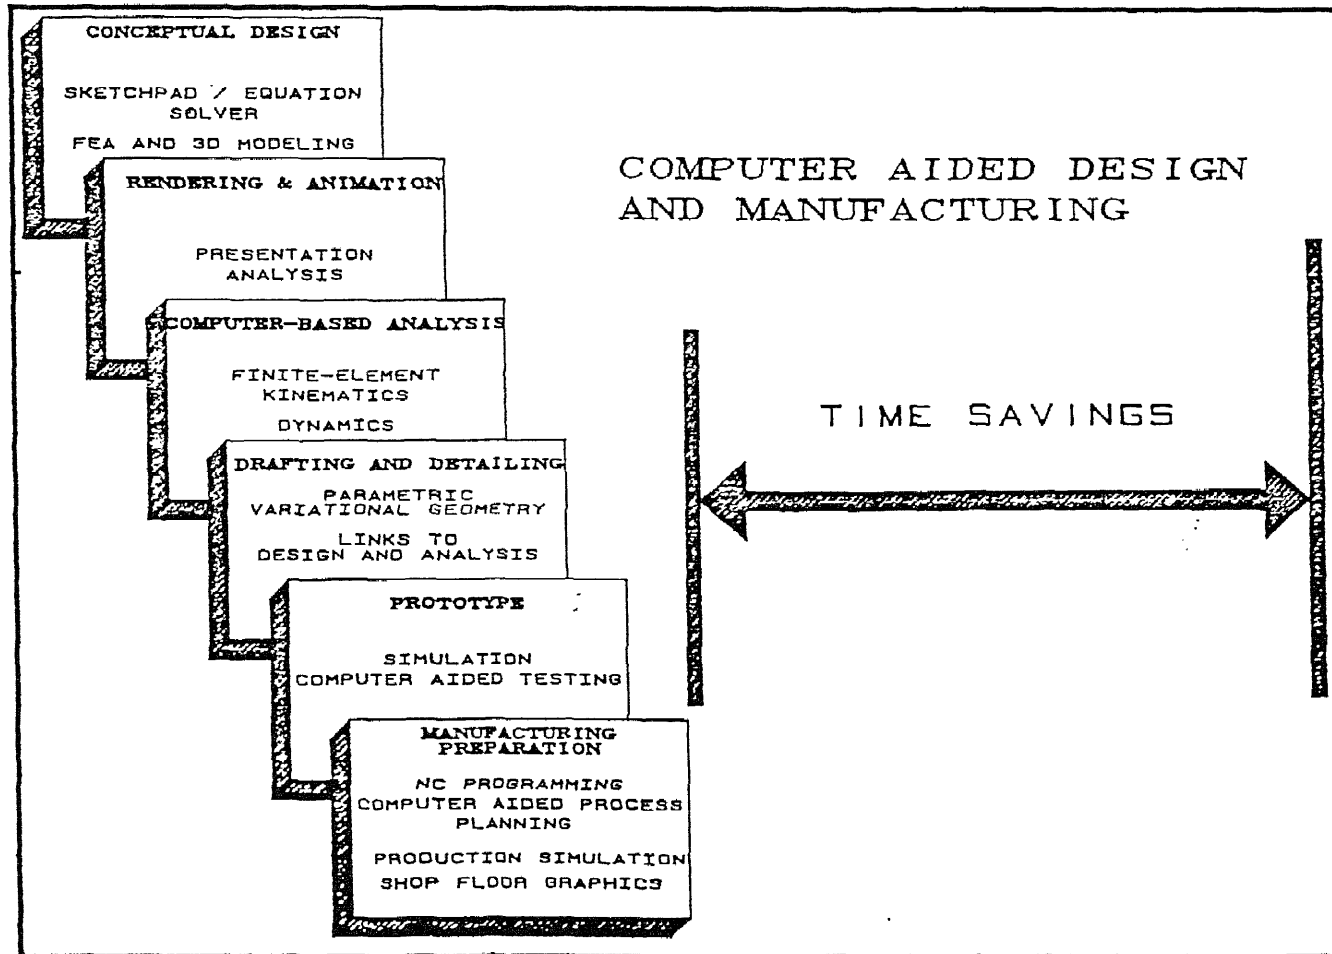 CONCEPTUAL DESIGN
SKETCHPAD / EQUATION
SOLVER
FEA AND 3D MODELING
RENDERING & ANIMATION
PRESENTATION
ANALYSIS
COMPUTER-BASED ANALYSIS
FINITE-ELEMENT
KINEMATICS
DYNAMICS
DRAFTING AND DETAILING
PARAMETRIC
VARIATIONAL GEOMETRY
LINKS TO
DESIGN AND ANALYSIS
PROTOTYPE
SIMULATION
COMPUTER AIDED TESTING
MANUFACTURING
PREPARATION
NC PROGRAMMING
COMPUTER AIDED PROCESS
PLANNING
PRODUCTION SIMULATION
SHOP FLOOR GRAPHICS
COMPUTER AIDED DESIGN
AND MANUFACTURING
TIME SAVINGS